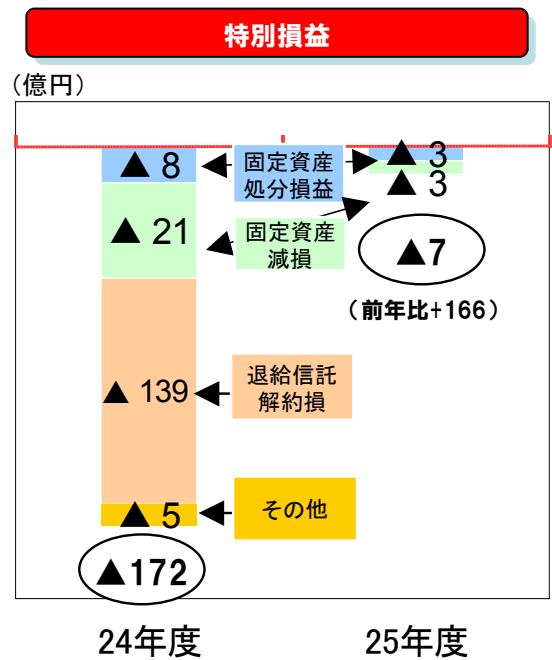 特別損益
（億円）
▲ 8
固定資産
処分損益
▲ 3
▲ 3
▲ 21
固定資産
減損
▲7
（前年比+166）
▲ 139
退給信託
解約損
▲ 5
その他
▲172
24年度
25年度